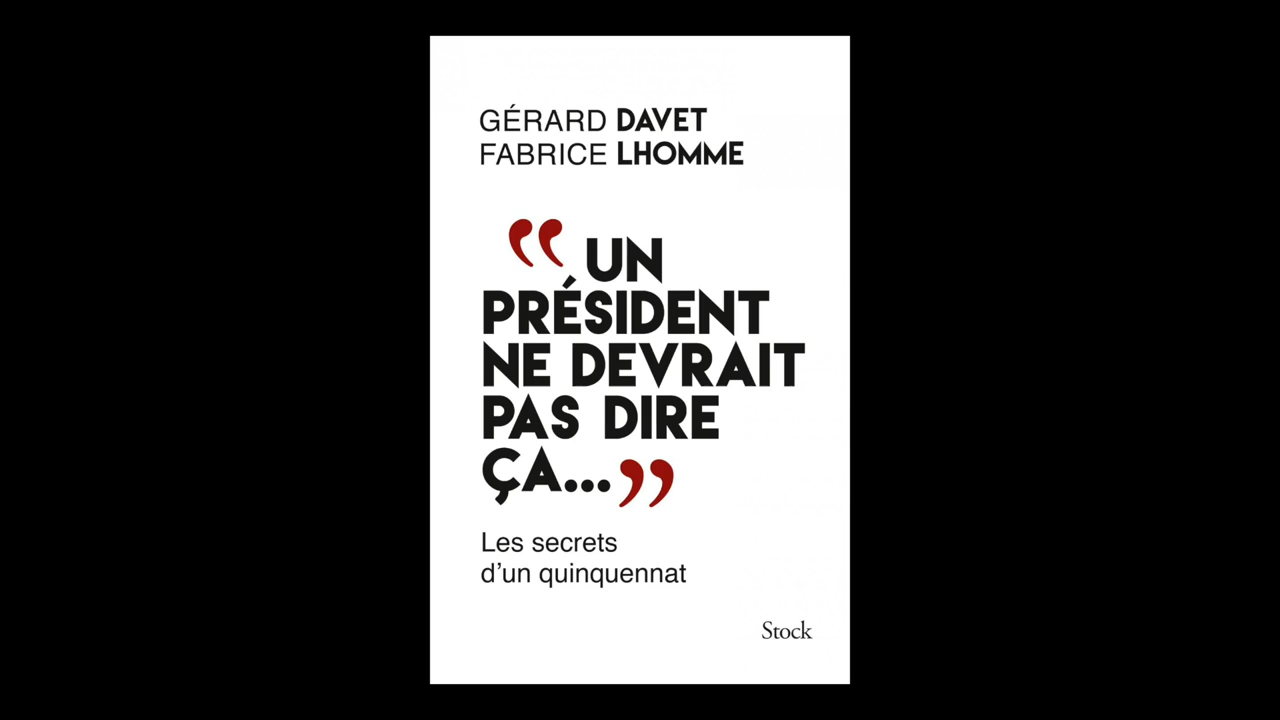 GÉRARD DAVET
FABRICE LHOMME
“ UN
PRÉSIDENT
NE DEVRAIT
PAS DIRE
ÇA... ”
Les secrets
d’un quinquennat
Stock